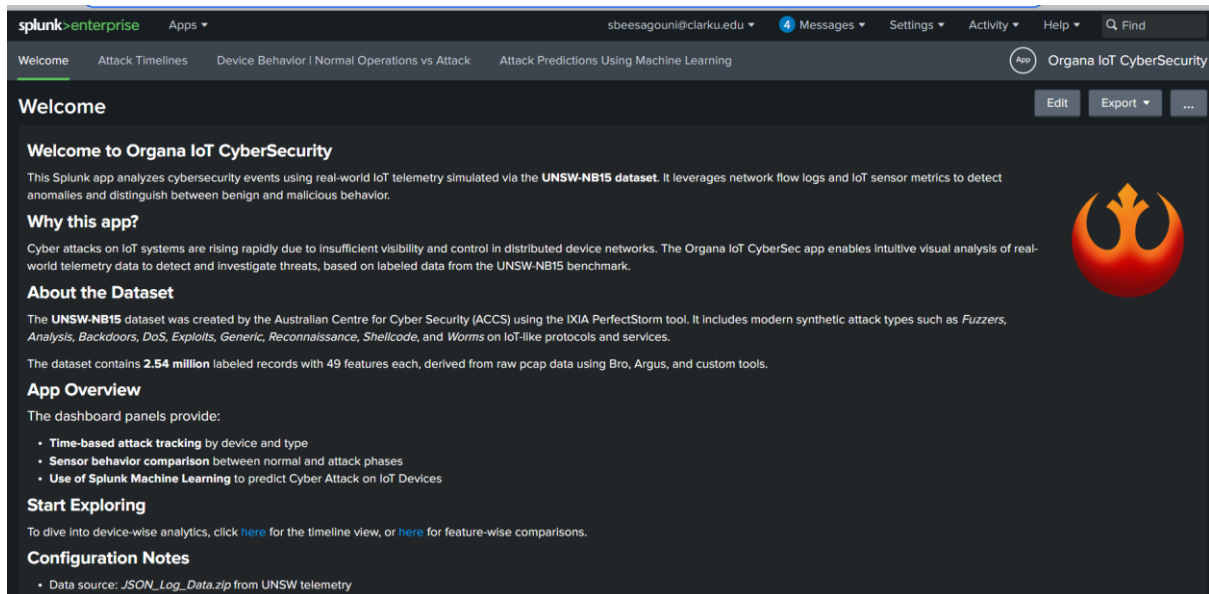 splunk>enterprise Apps sbeesagouni@clarku.edu 4 Messages Settings Activity Help Find
Welcome Attack Timelines Device Behavior | Normal Operations vs Attack Attack Predictions Using Machine Learning App Organa IoT CyberSecurity
Welcome Edit Export ...
Welcome to Organa IoT CyberSecurity
This Splunk app analyzes cybersecurity events using real-world IoT telemetry simulated via the UNSW-NB15 dataset. It leverages network flow logs and IoT sensor metrics to detect
anomalies and distinguish between benign and malicious behavior.
Why this app?
Cyber attacks on IoT systems are rising rapidly due to insufficient visibility and control in distributed device networks. The Organa IoT CyberSec app enables intuitive visual analysis of real-
world telemetry data to detect and investigate threats, based on labeled data from the UNSW-NB15 benchmark.
About the Dataset
The UNSW-NB15 dataset was created by the Australian Centre for Cyber Security (ACCS) using the IXIA PerfectStorm tool. It includes modern synthetic attack types such as Fuzzers,
Analysis, Backdoors, DoS, Exploits, Generic, Reconnaissance, Shellcode, and Worms on IoT-like protocols and services.
The dataset contains 2.54 million labeled records with 49 features each, derived from raw pcap data using Bro, Argus, and custom tools.
App Overview
The dashboard panels provide:
• Time-based attack tracking by device and type
• Sensor behavior comparison between normal and attack phases
• Use of Splunk Machine Learning to predict Cyber Attack on IoT Devices
Start Exploring
To dive into device-wise analytics, click here for the timeline view, or here for feature-wise comparisons.
Configuration Notes
• Data source: JSON_Log_Data.zip from UNSW telemetry